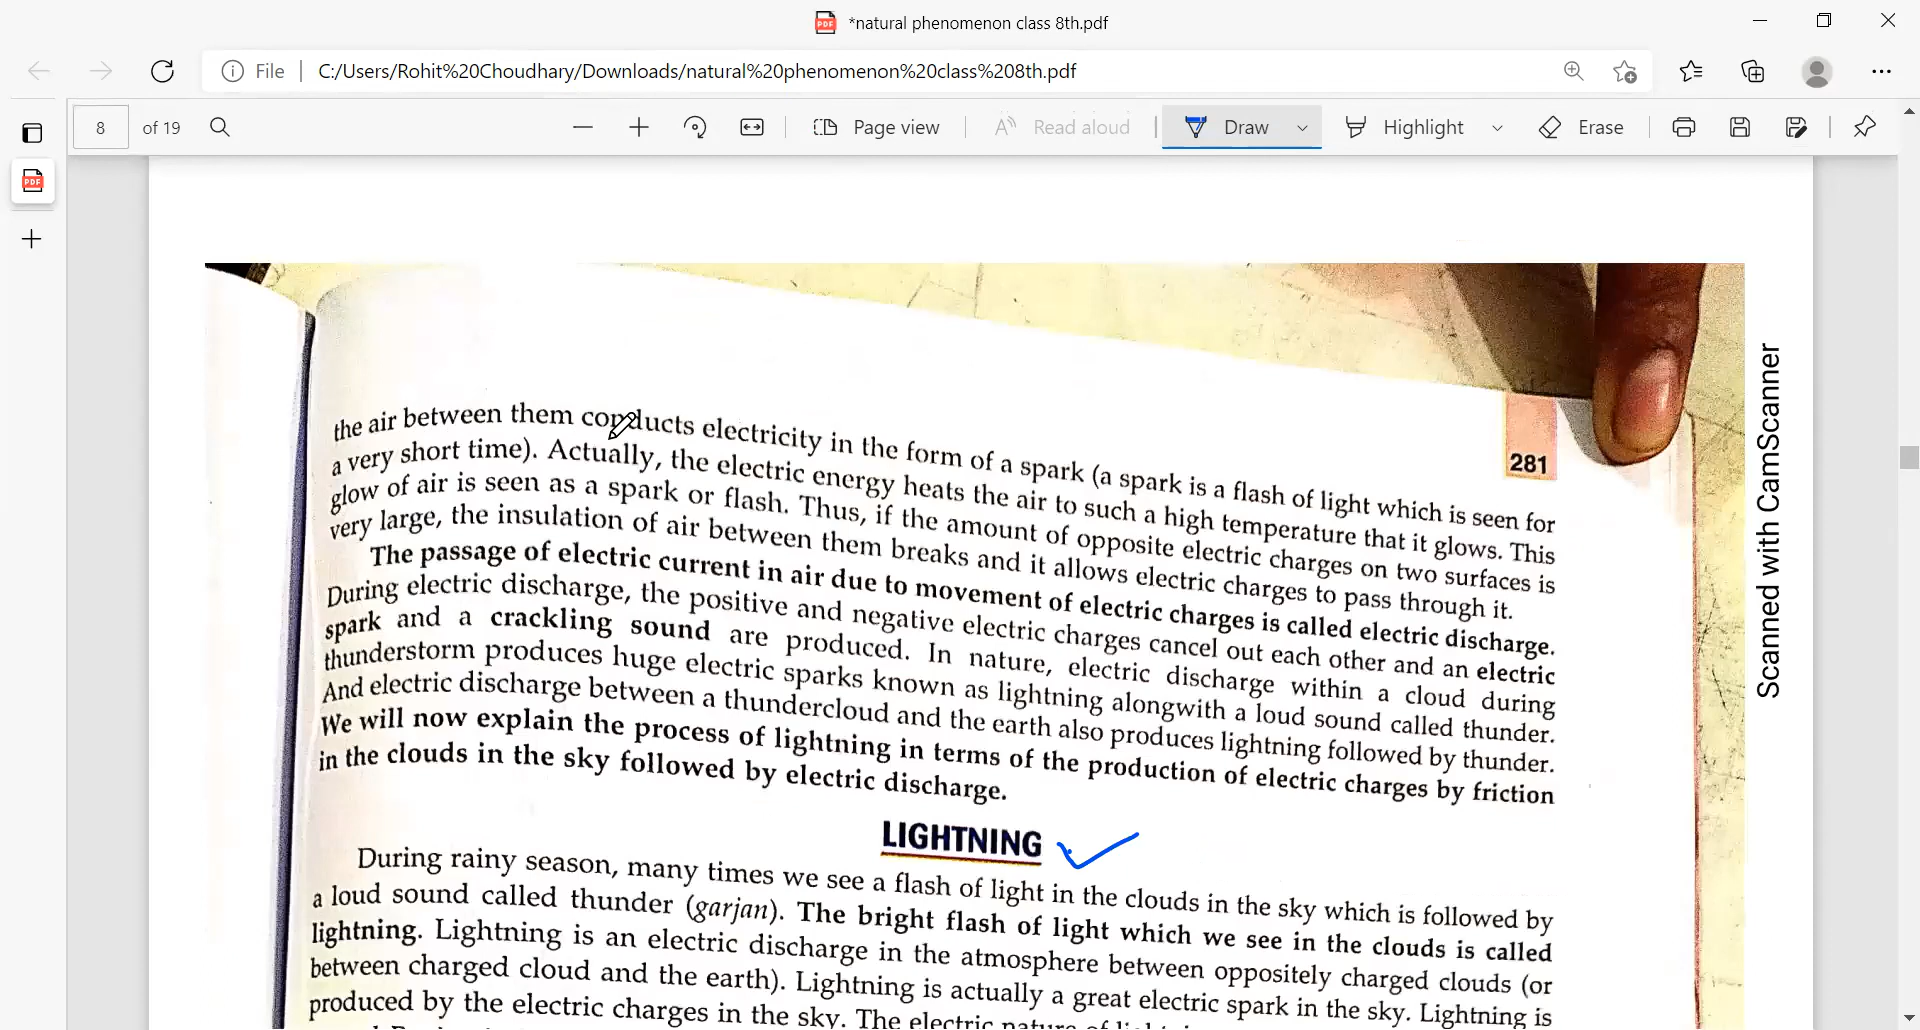 *natural phenomenon class 8th.pdf
File | C:/Users/Rohit%20Choudhary/Downloads/natural%20phenomenon%20class%208th.pdf
8 of 19 Page view Read aloud Draw Highlight Erase
281
the air between them conducts electricity in the form of a spark (a spark is a flash of light which is seen for
a very short time). Actually, the electric energy heats the air to such a high temperature that it glows. This
glow of air is seen as a spark or flash. Thus, if the amount of opposite electric charges on two surfaces is
very large, the insulation of air between them breaks and it allows electric charges to pass through it.
The passage of electric current in air due to movement of electric charges is called electric discharge.
During electric discharge, the positive and negative electric charges cancel out each other and an electric
spark and a crackling sound are produced. In nature, electric discharge within a cloud during
thunderstorm produces huge electric sparks known as lightning alongwith a loud sound called thunder.
And electric discharge between a thundercloud and the earth also produces lightning followed by thunder.
We will now explain the process of lightning in terms of the production of electric charges by friction
in the clouds in the sky followed by electric discharge.
LIGHTNING
During rainy season, many times we see a flash of light in the clouds in the sky which is followed by
a loud sound called thunder (garjan). The bright flash of light which we see in the clouds is called
lightning. Lightning is an electric discharge in the atmosphere between oppositely charged clouds (or
between charged cloud and the earth). Lightning is actually a great electric spark in the sky. Lightning is
produced by the electric charges in the sky. The electric nature of
Scanned with CamScanner